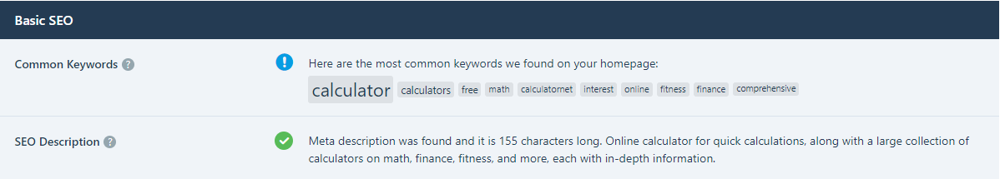 Basic SEO
Common Keywords ?
! Here are the most common keywords we found on your homepage:
calculator calculators free math calculatornet interest online fitness finance comprehensive
SEO Description ?
Meta description was found and it is 155 characters long. Online calculator for quick calculations, along with a large collection of
calculators on math, finance, fitness, and more, each with in-depth information.